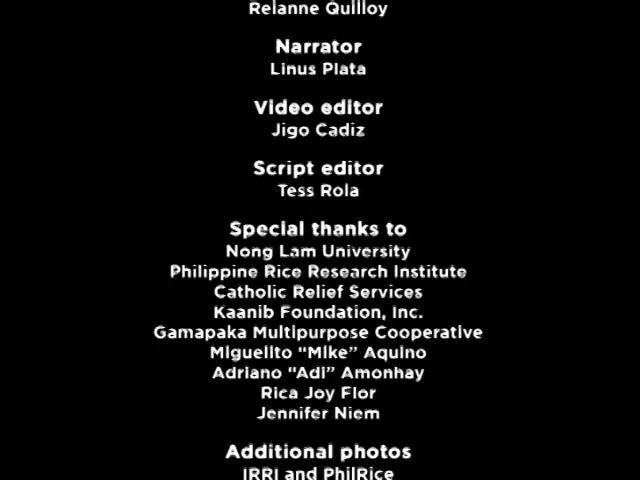 Relanne Quilloy
Narrator
Linus Plata
Video editor
Jigo Cadiz
Script editor
Tess Rola
Special thanks to
Nong Lam University
Philippine Rice Research Institute
Catholic Relief Services
Kaanib Foundation, Inc.
Gamapaka Multipurpose Cooperative
Miguelito “Mike” Aquino
Adriano “Adi” Amonhay
Rica Joy Flor
Jennifer Niem
Additional photos
IRRI and PhilRice